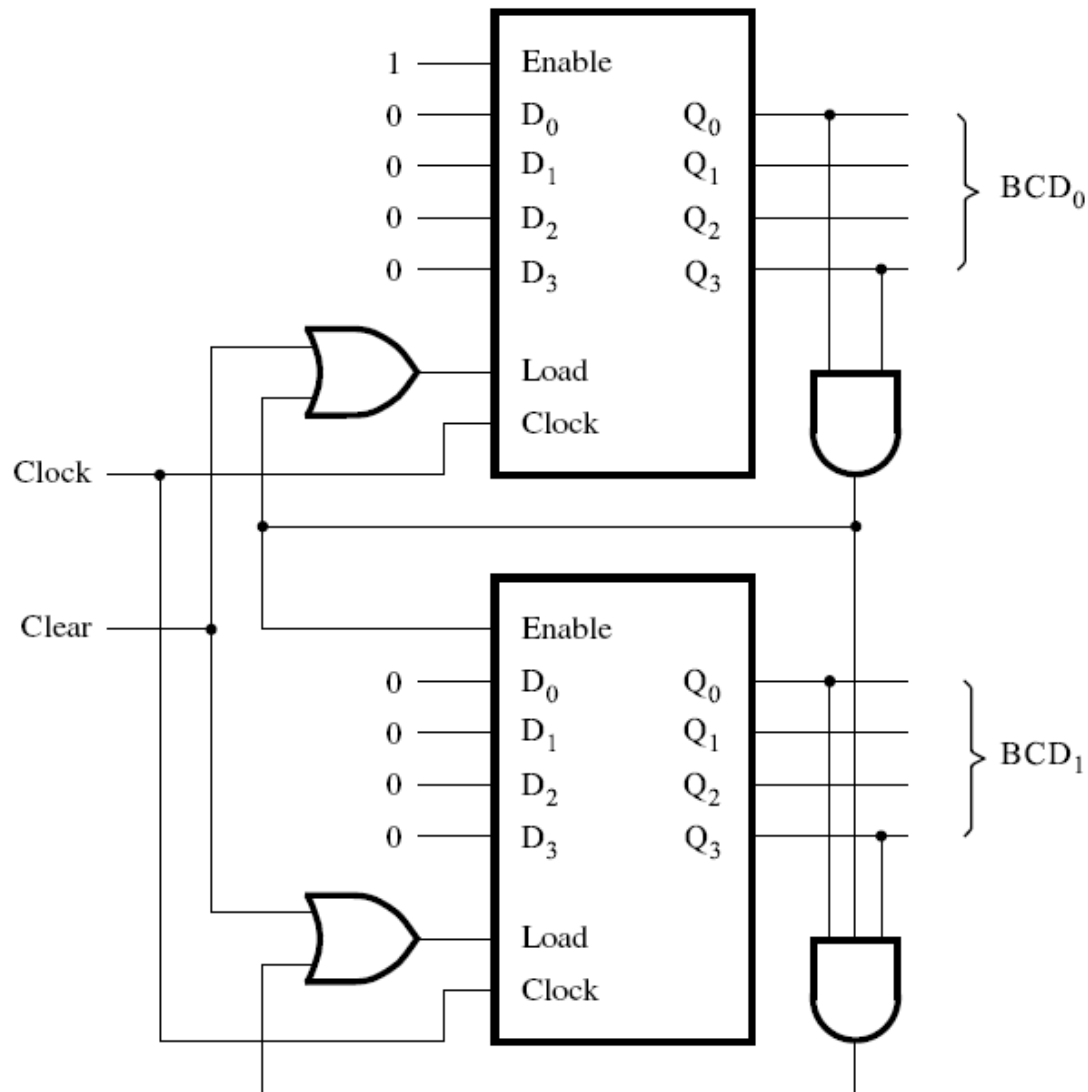 1 Enable
0 D₀ Q₀
0 D₁ Q₁ BCD₀
0 D₂ Q₂
0 D₃ Q₃
Load
Clock
Clock
Clear Enable
0 D₀ Q₀
0 D₁ Q₁
BCD₁
0 D₂ Q₂
0 D₃ Q₃
Load
Clock